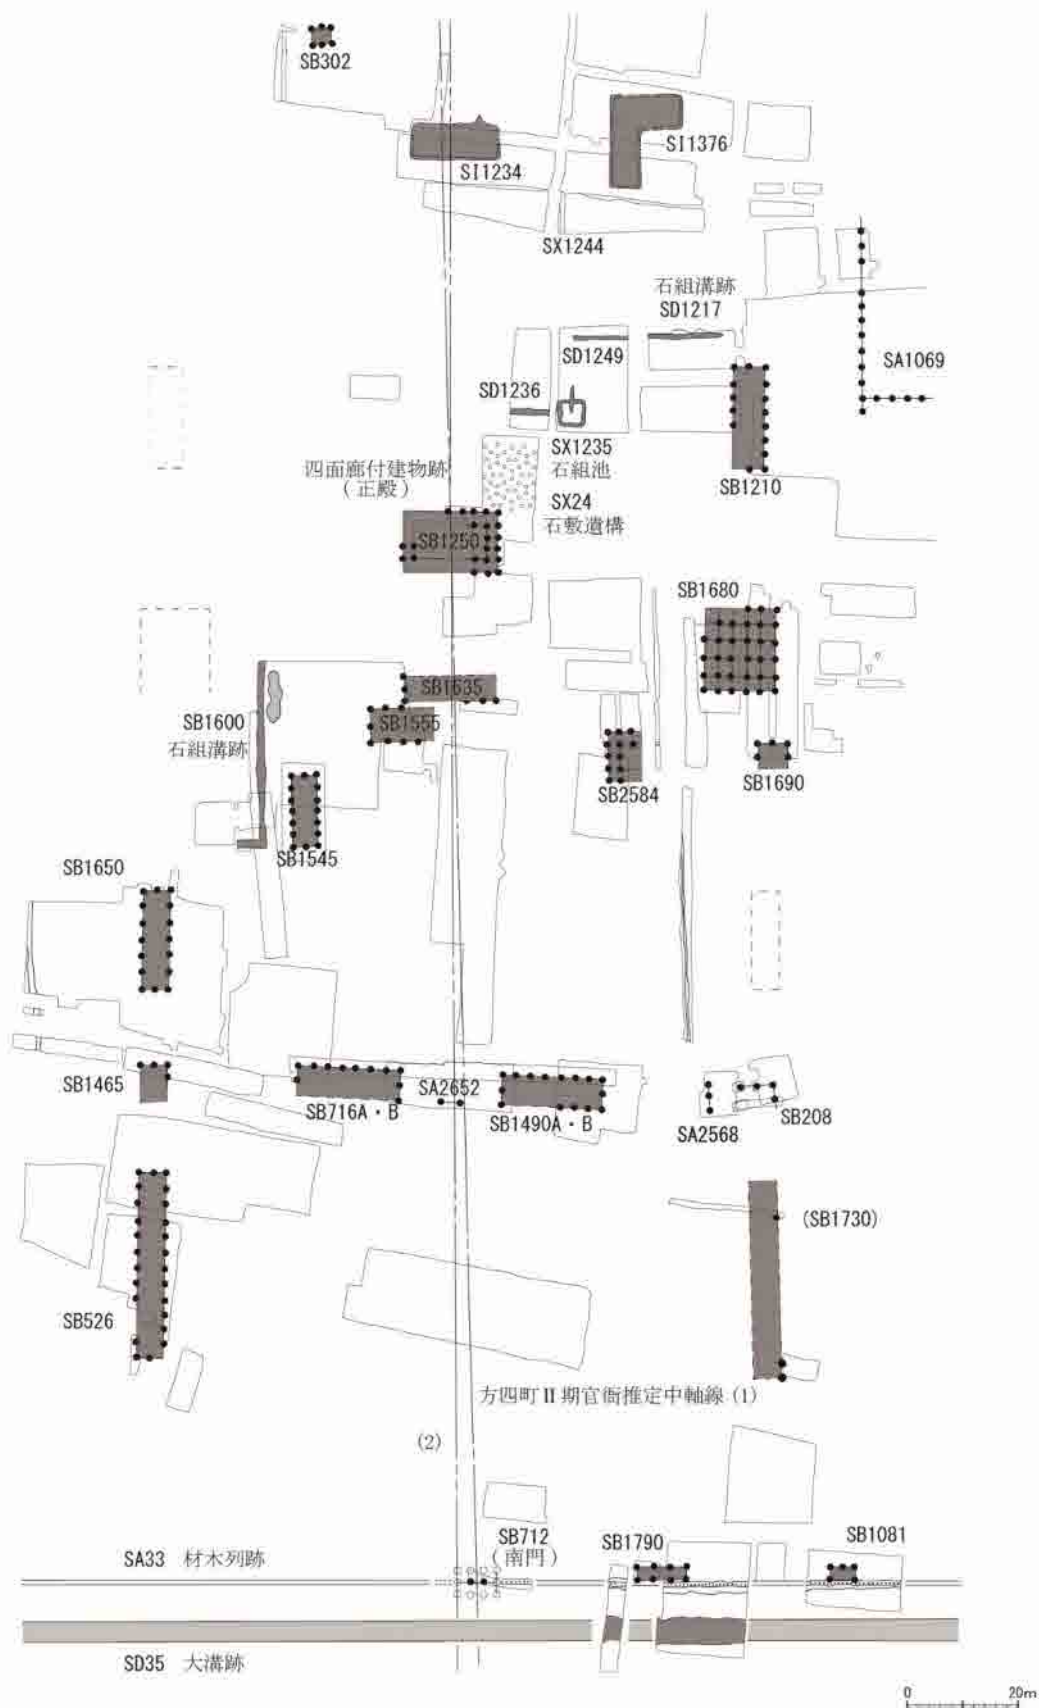 SB302
SI1376
SI1234
SX1244
石組溝跡
SD1217
SD1249
SA1069
SD1236
SX1235
石組池
SB1210
四面廊付建物跡
(正殿)
SX24
石敷遺構
SB1250
SB1680
SB1635
SB1555
SB1600
石組溝跡
SB2584
SB1690
SB1545
SB1650
SB1465
SA2652
SB716A・B
SB1490A・B
SA2568
SB208
(SB1730)
SB526
方四町Ⅱ期官衙推定中軸線(1)
(2)
SB712
(南門)
SB1790
SB1081
SA33 材木列跡
SD35 大溝跡
0 20m